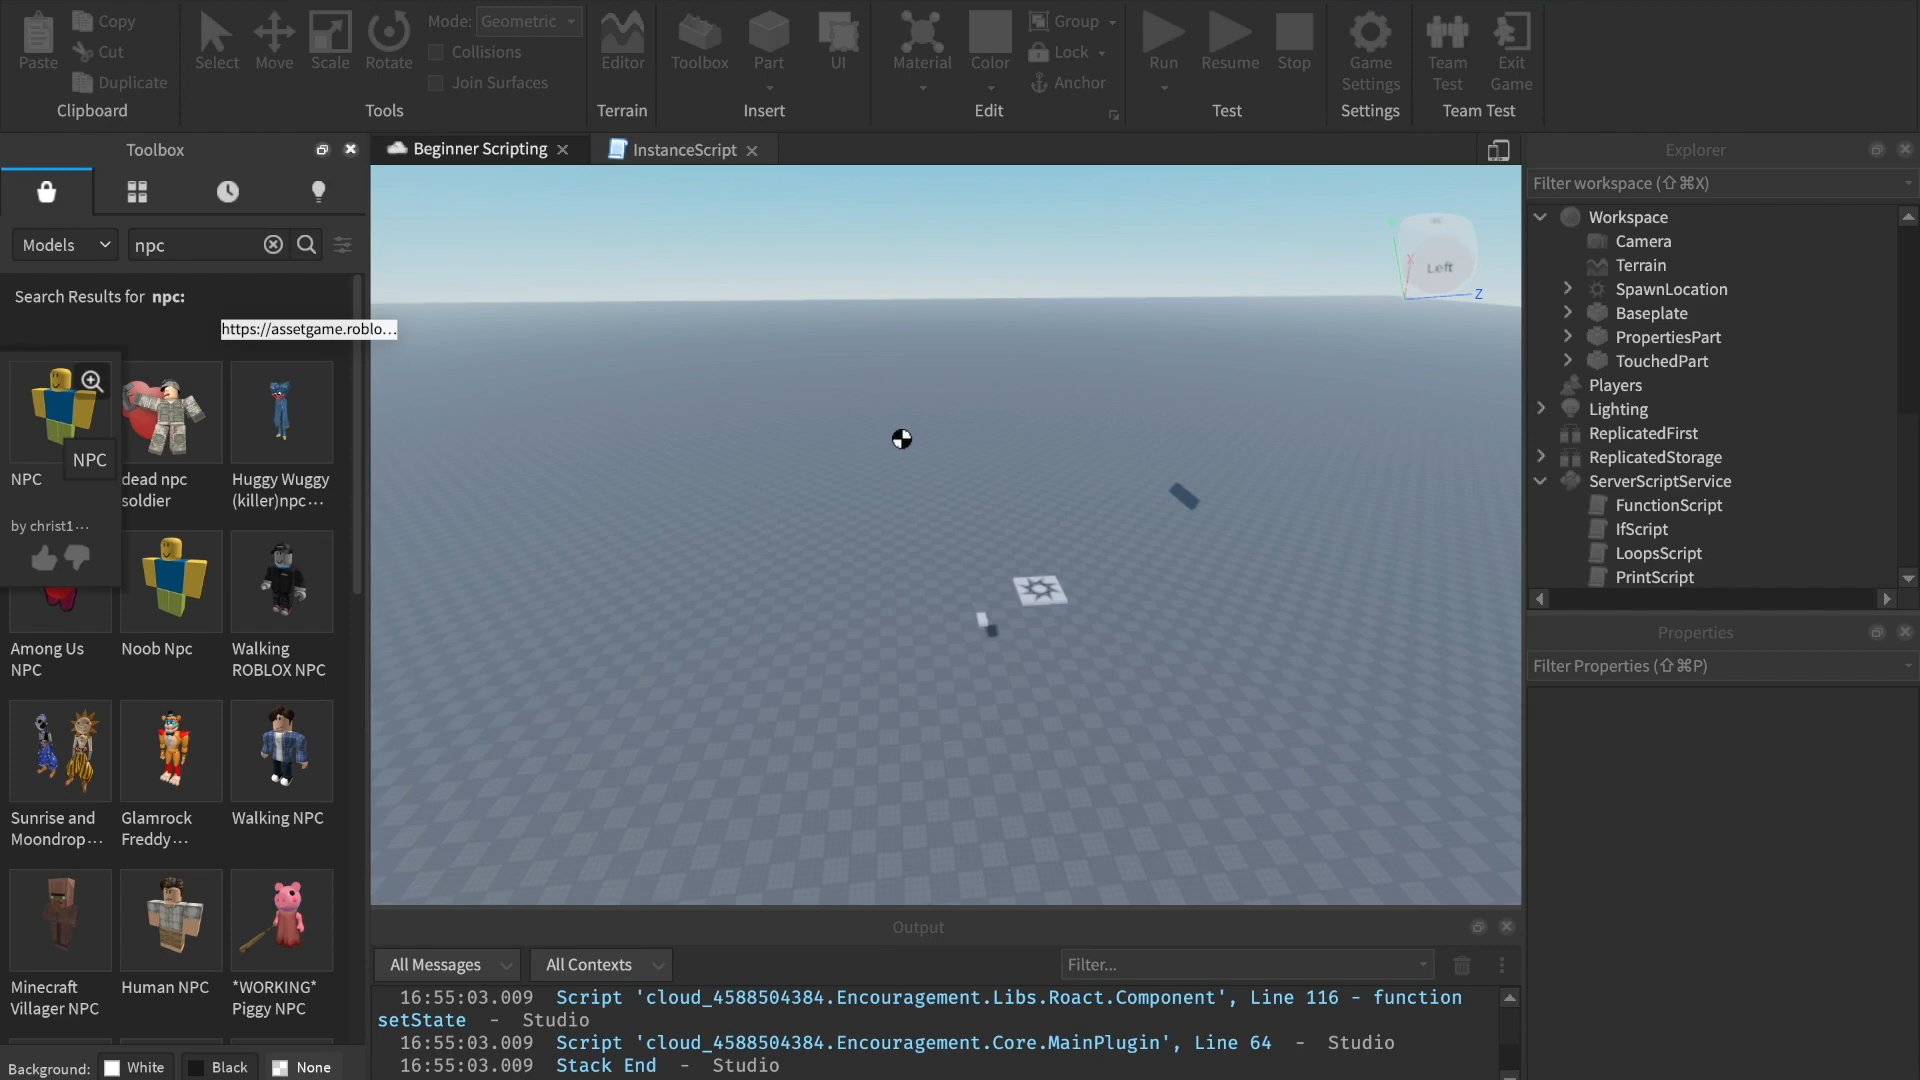 Paste
Copy
Cut
Duplicate
Clipboard
Select
Move
Scale
Rotate
Mode: Geometric
Collisions
Join Surfaces
Tools
Editor
Terrain
Toolbox
Part
UI
Insert
Material
Color
Group
Lock
Anchor
Edit
Run
Resume
Stop
Test
Game
Settings
Settings
Team
Test
Exit
Game
Team Test
Toolbox
Beginner Scripting
InstanceScript
Models
npc
Search Results for npc:
https://assetgame.roblo...
NPC
NPC
by christ1...
dead npc
soldier
Huggy Wuggy
(killer)npc...
Among Us
NPC
Noob Npc
Walking
ROBLOX NPC
Sunrise and
Moondrop...
Glamrock
Freddy...
Walking NPC
Minecraft
Villager NPC
Human NPC
*WORKING*
Piggy NPC
Background: White Black None
Y
X
Left
Z
Output
All Messages
All Contexts
Filter...
16:55:03.009 Script 'cloud_4588504384.Encouragement.Libs.Roact.Component', Line 116 - function
setState - Studio
16:55:03.009 Script 'cloud_4588504384.Encouragement.Core.MainPlugin', Line 64 - Studio
16:55:03.009 Stack End - Studio
Explorer
Filter workspace (⇧⌘X)
Workspace
Camera
Terrain
SpawnLocation
Baseplate
PropertiesPart
TouchedPart
Players
Lighting
ReplicatedFirst
ReplicatedStorage
ServerScriptService
FunctionScript
IfScript
LoopsScript
PrintScript
Properties
Filter Properties (⇧⌘P)